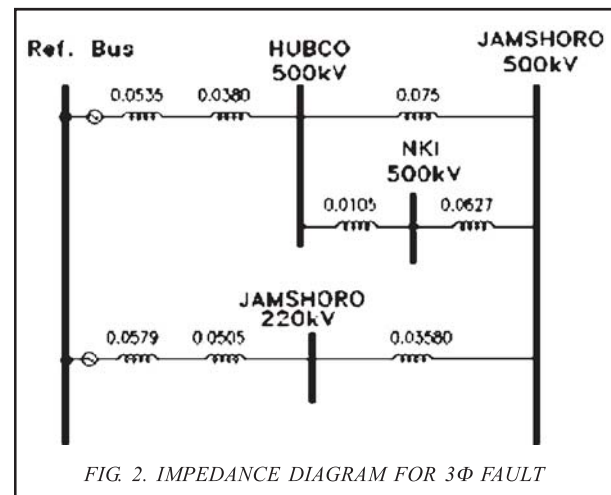 Ref. Bus
HUBCO
500kV
JAMSHORO
500kV
0.0535
0.0380
0.075
NKI
500kV
0.0105
0.0627
JAMSHORO
220kV
0.0579
0.0505
0.03580
FIG. 2. IMPEDANCE DIAGRAM FOR 3Φ FAULT